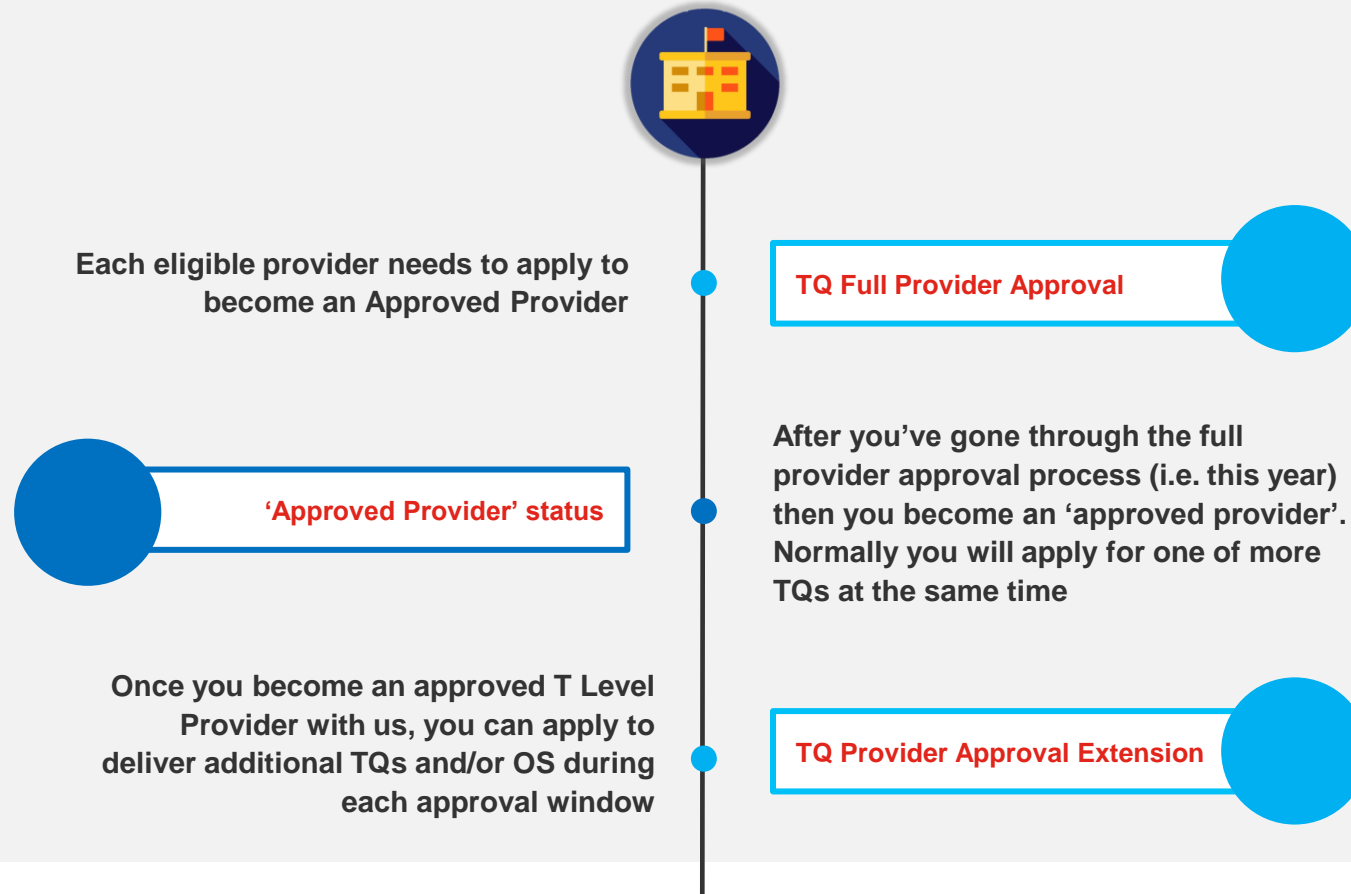 Each eligible provider needs to apply to
become an Approved Provider
TQ Full Provider Approval
‘Approved Provider’ status
After you’ve gone through the full
provider approval process (i.e. this year)
then you become an ‘approved provider’.
Normally you will apply for one of more
TQs at the same time
Once you become an approved T Level
Provider with us, you can apply to
deliver additional TQs and/or OS during
each approval window
TQ Provider Approval Extension